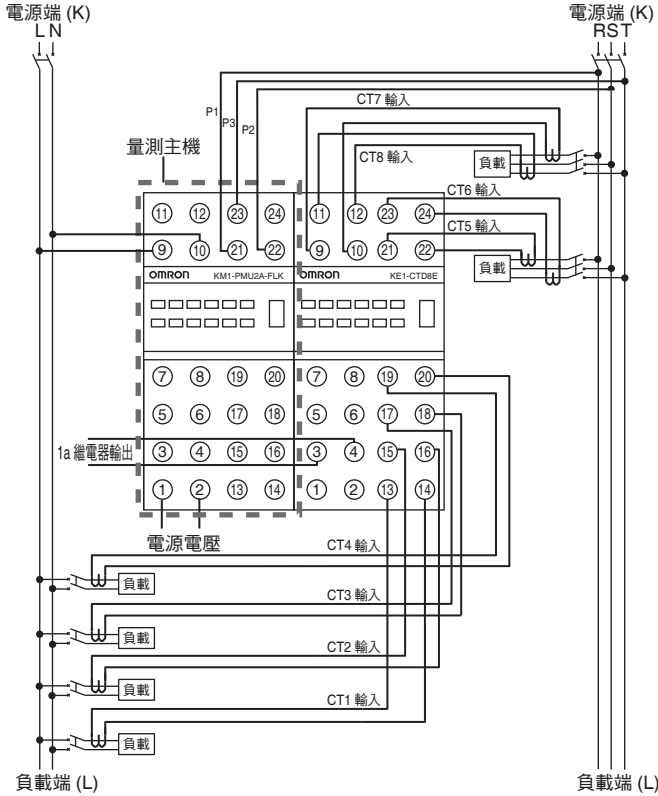 電源端 (K)
L N
電源端 (K)
R S T
P1
P3
P2
CT7 輸入
CT8 輸入
負載
CT6 輸入
CT5 輸入
負載
量測主機
⑪ ⑫ ㉓ ㉔ ⑪ ⑫ ㉓ ㉔
⑨ ⑩ ㉑ ㉒ ⑨ ⑩ ㉑ ㉒
OMRON KM1-PMU2A-FLK OMRON KE1-CTD8E
⑦ ⑧ ⑲ ⑳ ⑦ ⑧ ⑲ ⑳
⑤ ⑥ ⑰ ⑱ ⑤ ⑥ ⑰ ⑱
1a 繼電器輸出
③ ④ ⑮ ⑯ ③ ④ ⑮ ⑯
① ② ⑬ ⑭ ① ② ⑬ ⑭
電源電壓
CT4 輸入
負載
CT3 輸入
負載
CT2 輸入
負載
CT1 輸入
負載
負載端 (L)
負載端 (L)